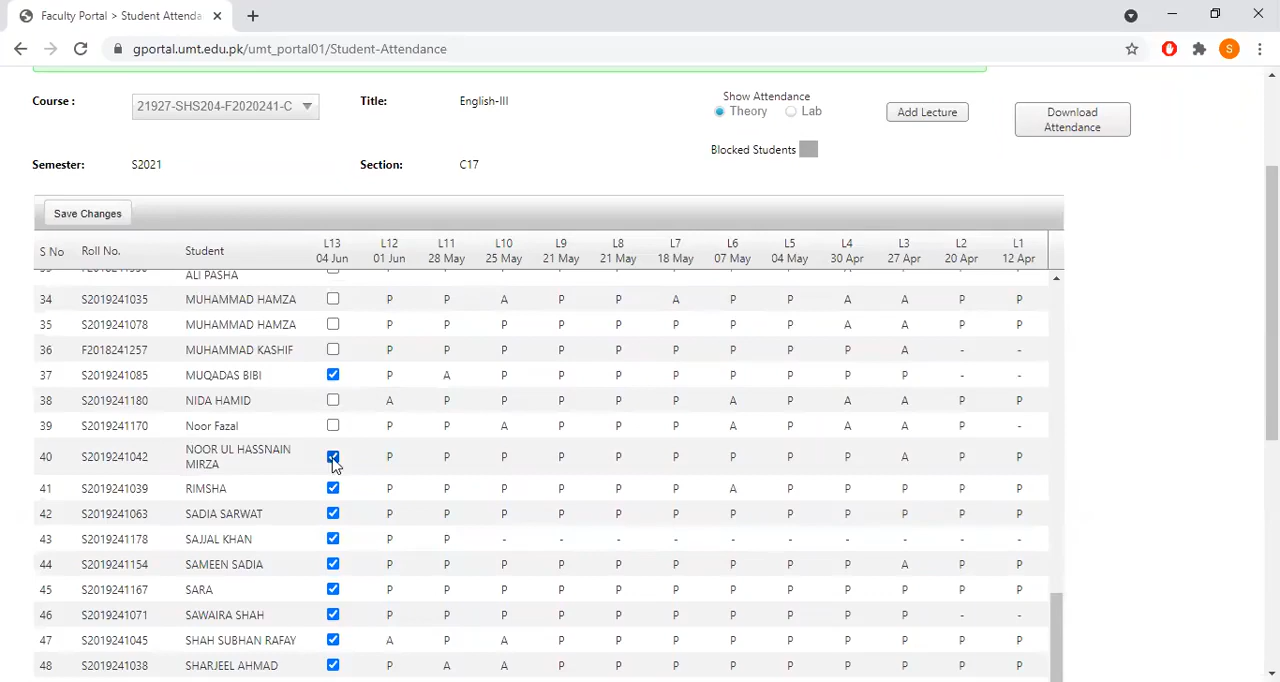 Faculty Portal > Student Attenda
gportal.umt.edu.pk/umt_portal01/Student-Attendance
S
Course :
21927-SHS204-F2020241-C
Title:
English-III
Show Attendance
Theory
Lab
Add Lecture
Download
Attendance
Blocked Students
Semester:
S2021
Section:
C17
Save Changes
S No Roll No. Student L13 04 Jun L12 01 Jun L11 28 May L10 25 May L9 21 May L8 21 May L7 18 May L6 07 May L5 04 May L4 30 Apr L3 27 Apr L2 20 Apr L1 12 Apr
ALI PASHA
34 S2019241035 MUHAMMAD HAMZA P P A P P A P P A A P P
35 S2019241078 MUHAMMAD HAMZA P P P P P P P P A A P P
36 F2018241257 MUHAMMAD KASHIF P P P P P P P P P A - -
37 S2019241085 MUQADAS BIBI P A P P P P P P P P - -
38 S2019241180 NIDA HAMID A P P P P P A P A A P P
39 S2019241170 Noor Fazal P P A P P P A P A A P -
40 S2019241042 NOOR UL HASSNAIN MIRZA P P P P P P P P P A P P
41 S2019241039 RIMSHA P P P P P P A P P P P P
42 S2019241063 SADIA SARWAT P P P P P P P P P P P P
43 S2019241178 SAJJAL KHAN P P - - - - - - - - - -
44 S2019241154 SAMEEN SADIA P P P P P P P P P A P P
45 S2019241167 SARA P P P P P P P P P P P P
46 S2019241071 SAWAIRA SHAH P P P P P P P P P P - -
47 S2019241045 SHAH SUBHAN RAFAY A P A P P P P P P P P P
48 S2019241038 SHARJEEL AHMAD P A A P P P P P P P P P